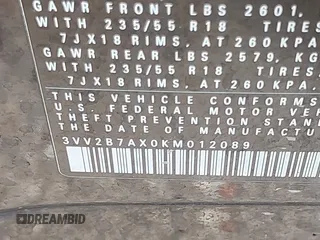 GAWR FRONT LBS 2601.
WITH 235/55 R18 TIRES
7JX18 RIMS, AT 260 KPA
GAWR REAR LBS 2579, KG
WITH 235/55 R18 TIRES,
7JX18 RIMS, AT 260 KPA.
THIS VEHICLE CONFORMS
U.S. FEDERAL MOTOR VEH
THEFT PREVENTION STAN
THE DATE OF MANUFACTU
3VV2B7AX0KM012089
DREAMBID